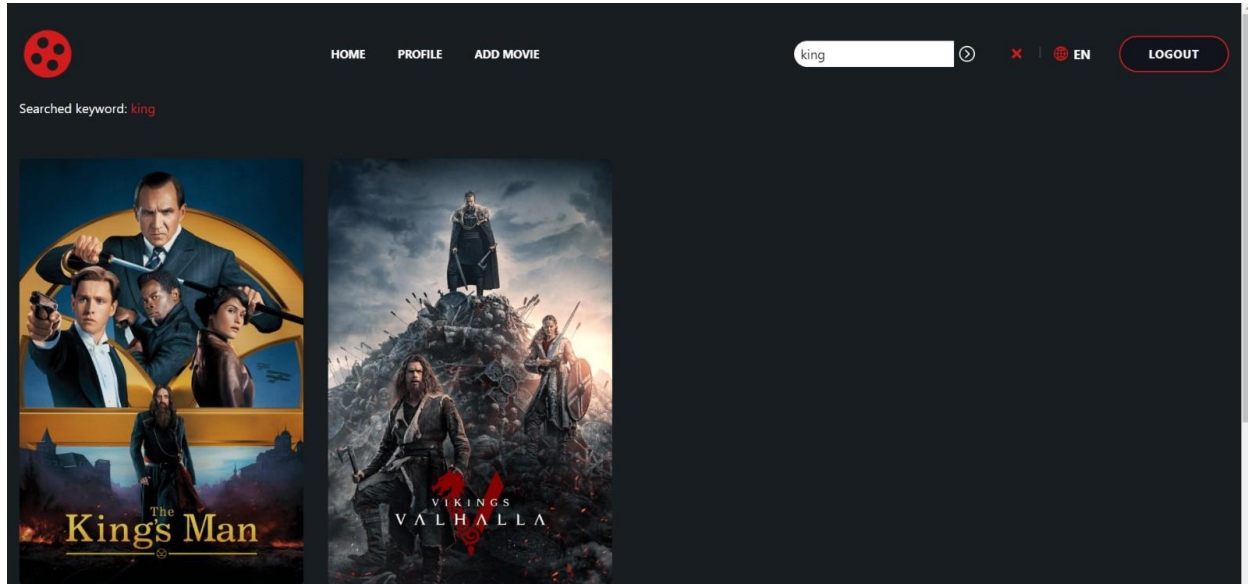 HOME PROFILE ADD MOVIE king EN LOGOUT
Searched keyword: king
The
King's Man
VIKINGS
VALHALLA